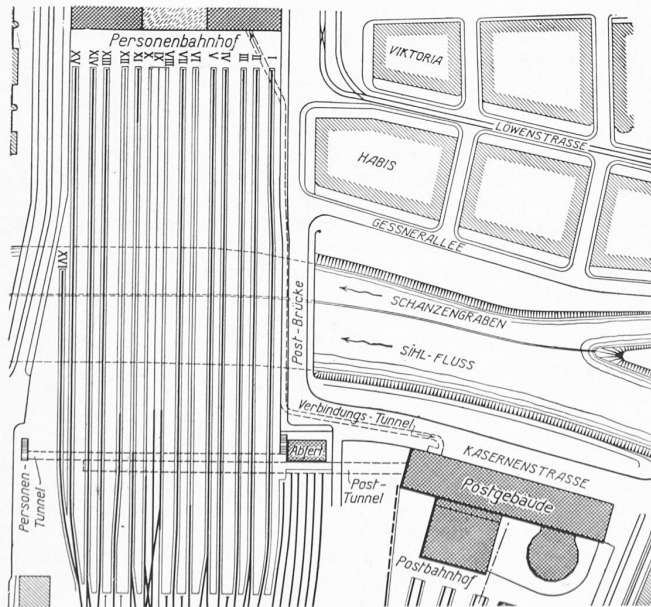 Personenbahnhof
XV
XIV
XIII
XII
XI
X
IX
VIII
VII
VI
V
IV
III
II
I
VIKTORIA
LÖWENSTRASSE
HABIS
GESSNERALLEE
XVI
Post-Brücke
SCHANZENGRABEN
SIHL-FLUSS
Verbindungs-Tunnel
Abfert.
KASERNENSTRASSE
Personen-
Tunnel
Post-
Tunnel
Postgebäude
Postbahnhof